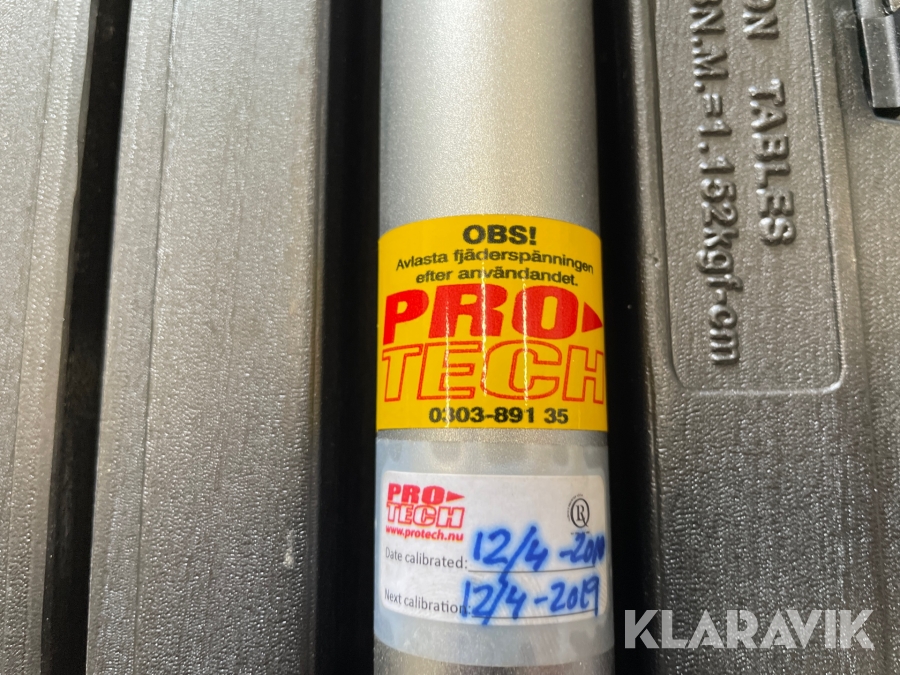 OBS!
Avlasta fjäderspänningen
efter användandet.
PRO
TECH
0303-891 35
PRO
TECH
www.protech.nu
R
Date calibrated: 12/4
Next calibration: 12/4-2019
ON TABLES
N.M.=1.152kgf-cm
KLARAVIK